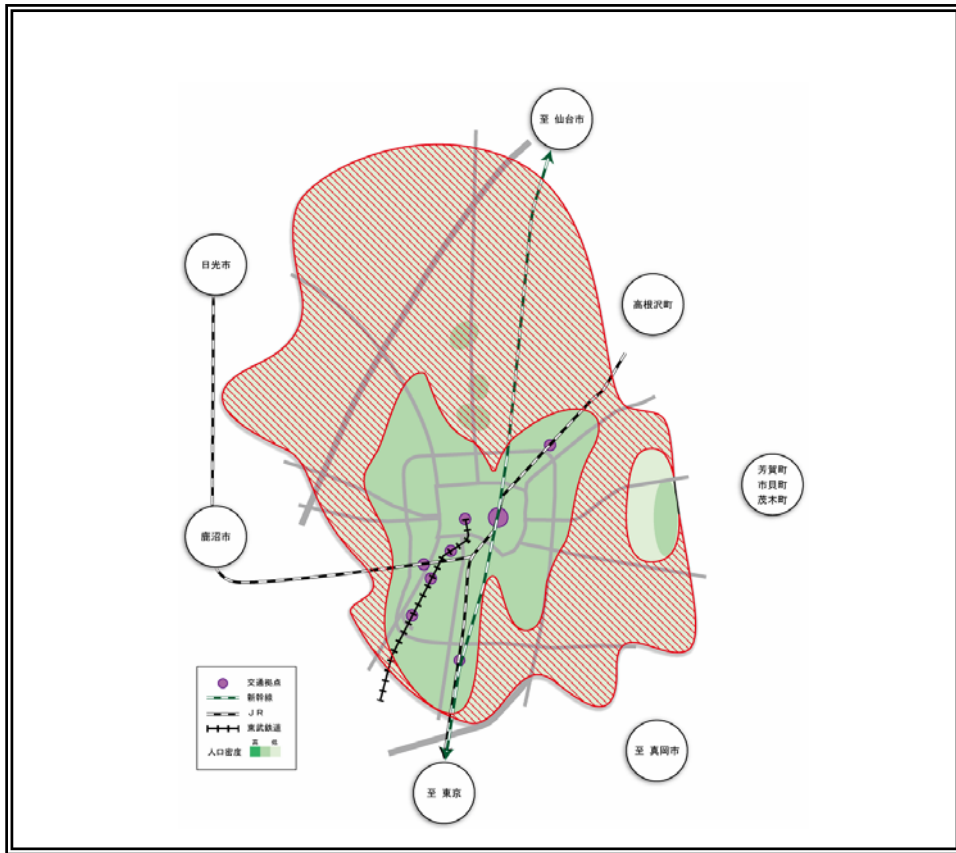 至 仙台市
日光市
高根沢町
芳賀町
市貝町
茂木町
鹿沼市
交通拠点
新幹線
ＪＲ
東武鉄道
高 低
人口密度
至 真岡市
至 東京